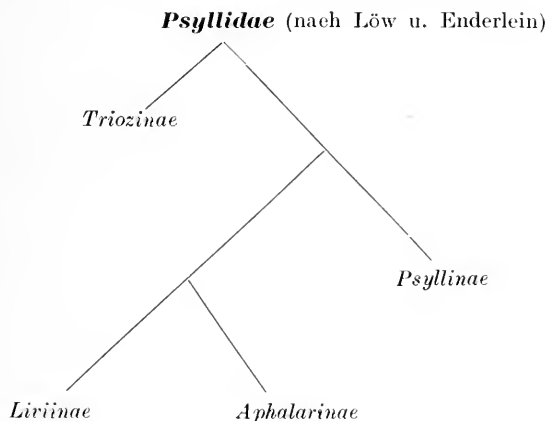 Psyllidae (nach Löw u. Enderlein)
Triozinae
Psyllinae
Liviinae
Aphalarinae